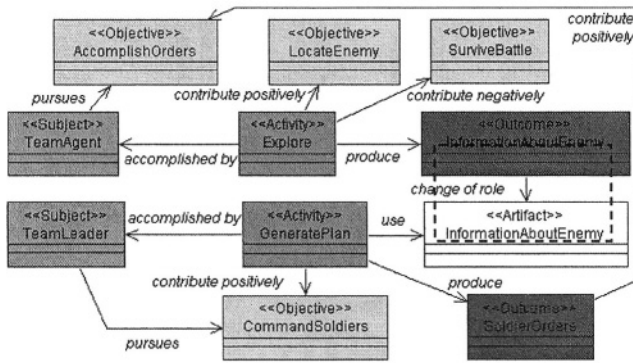 contribute
positively
<<Objective>>
AccomplishOrders
<<Objective>>
LocateEnemy
<<Objective>>
SurviveBattle
pursues
contribute positively
contribute negatively
<<Subject>>
TeamAgent
accomplished by
<<Activity>>
Explore
produce
<<Outcome>>
InformationAboutEnemy
change of role
<<Subject>>
TeamLeader
accomplished by
<<Activity>>
GeneratePlan
use
<<Artifact>>
InformationAboutEnemy
contribute positively
produce
pursues
<<Objective>>
CommandSoldiers
<<Outcome>>
SoldierOrders